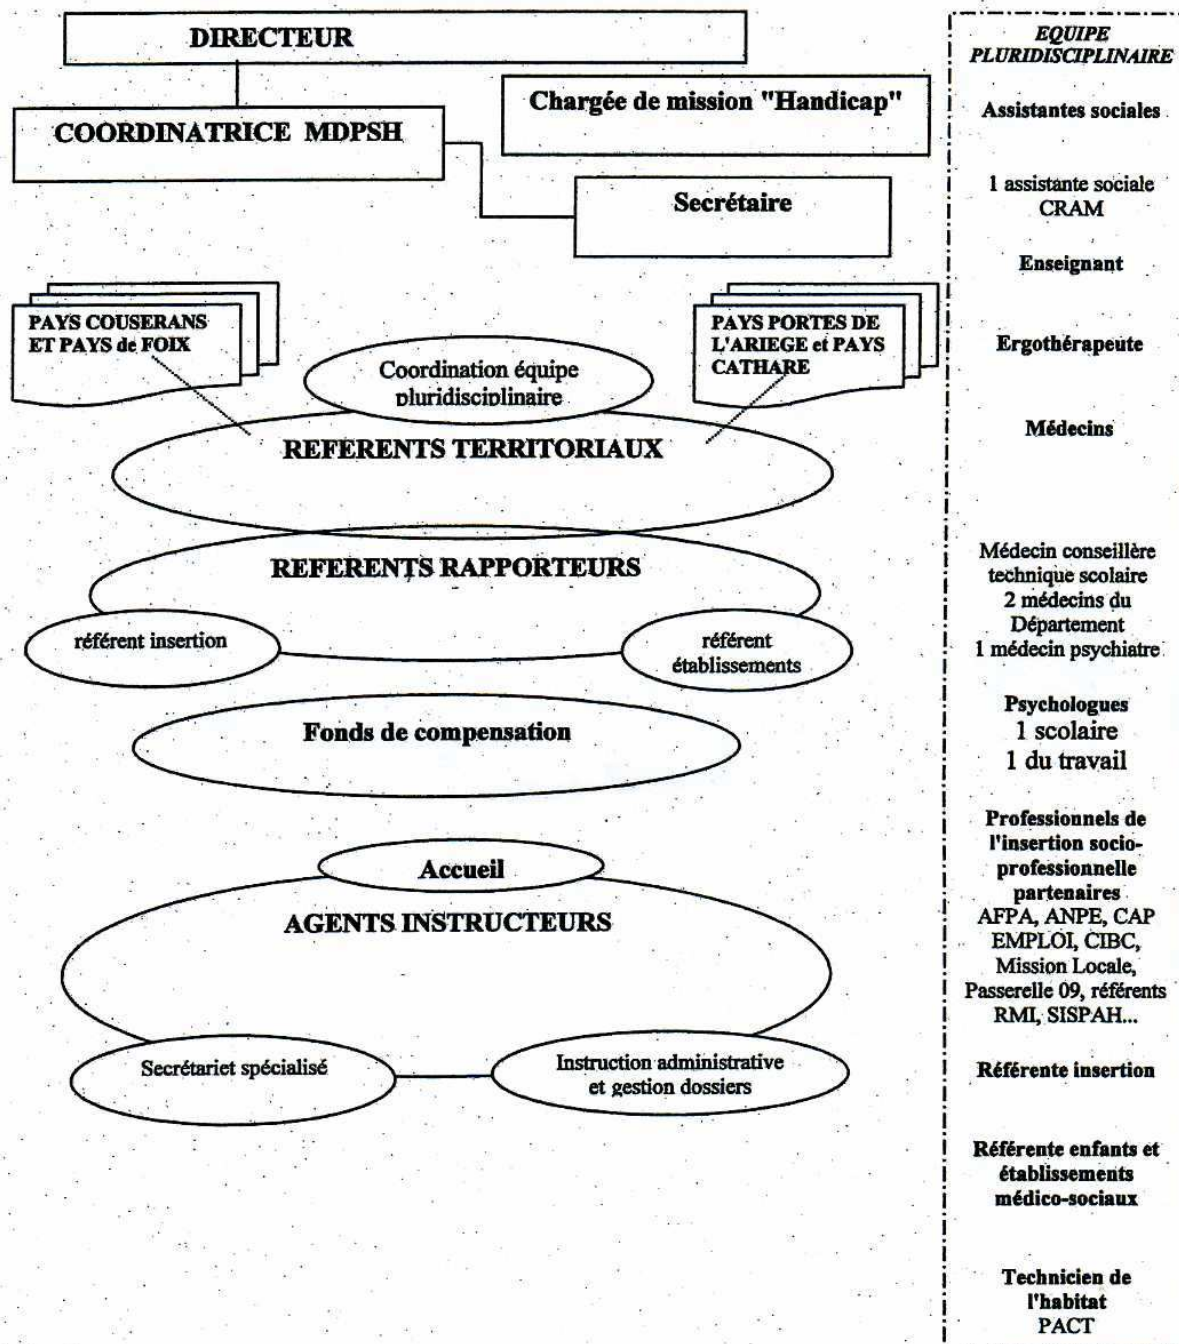 DIRECTEUR
Chargée de mission "Handicap"
COORDINATRICE MDPSH
Secrétaire
PAYS COUSERANS
ET PAYS de FOIX
PAYS PORTES DE
L'ARIEGE et PAYS
CATHARE
Coordination équipe
pluridisciplinaire
REFERENTS TERRITORIAUX
REFERENTS RAPPORTEURS
référent insertion
référent
établissements
Fonds de compensation
Accueil
AGENTS INSTRUCTEURS
Secrétariet spécialisé
Instruction administrative
et gestion dossiers
EQUIPE
PLURIDISCIPLINAIRE
Assistantes sociales
1 assistante sociale
CRAM
Enseignant
Ergothérapeute
Médecins
Médecin conseillère
technique scolaire
2 médecins du
Département
1 médecin psychiatre
Psychologues
1 scolaire
1 du travail
Professionnels de
l'insertion socio-
professionnelle
partenaires
AFPA, ANPE, CAP
EMPLOI, CIBC,
Mission Locale,
Passerelle 09, référents
RMI, SISPAH...
Référente insertion
Référente enfants et
établissements
médico-sociaux
Technicien de
l'habitat
PACT